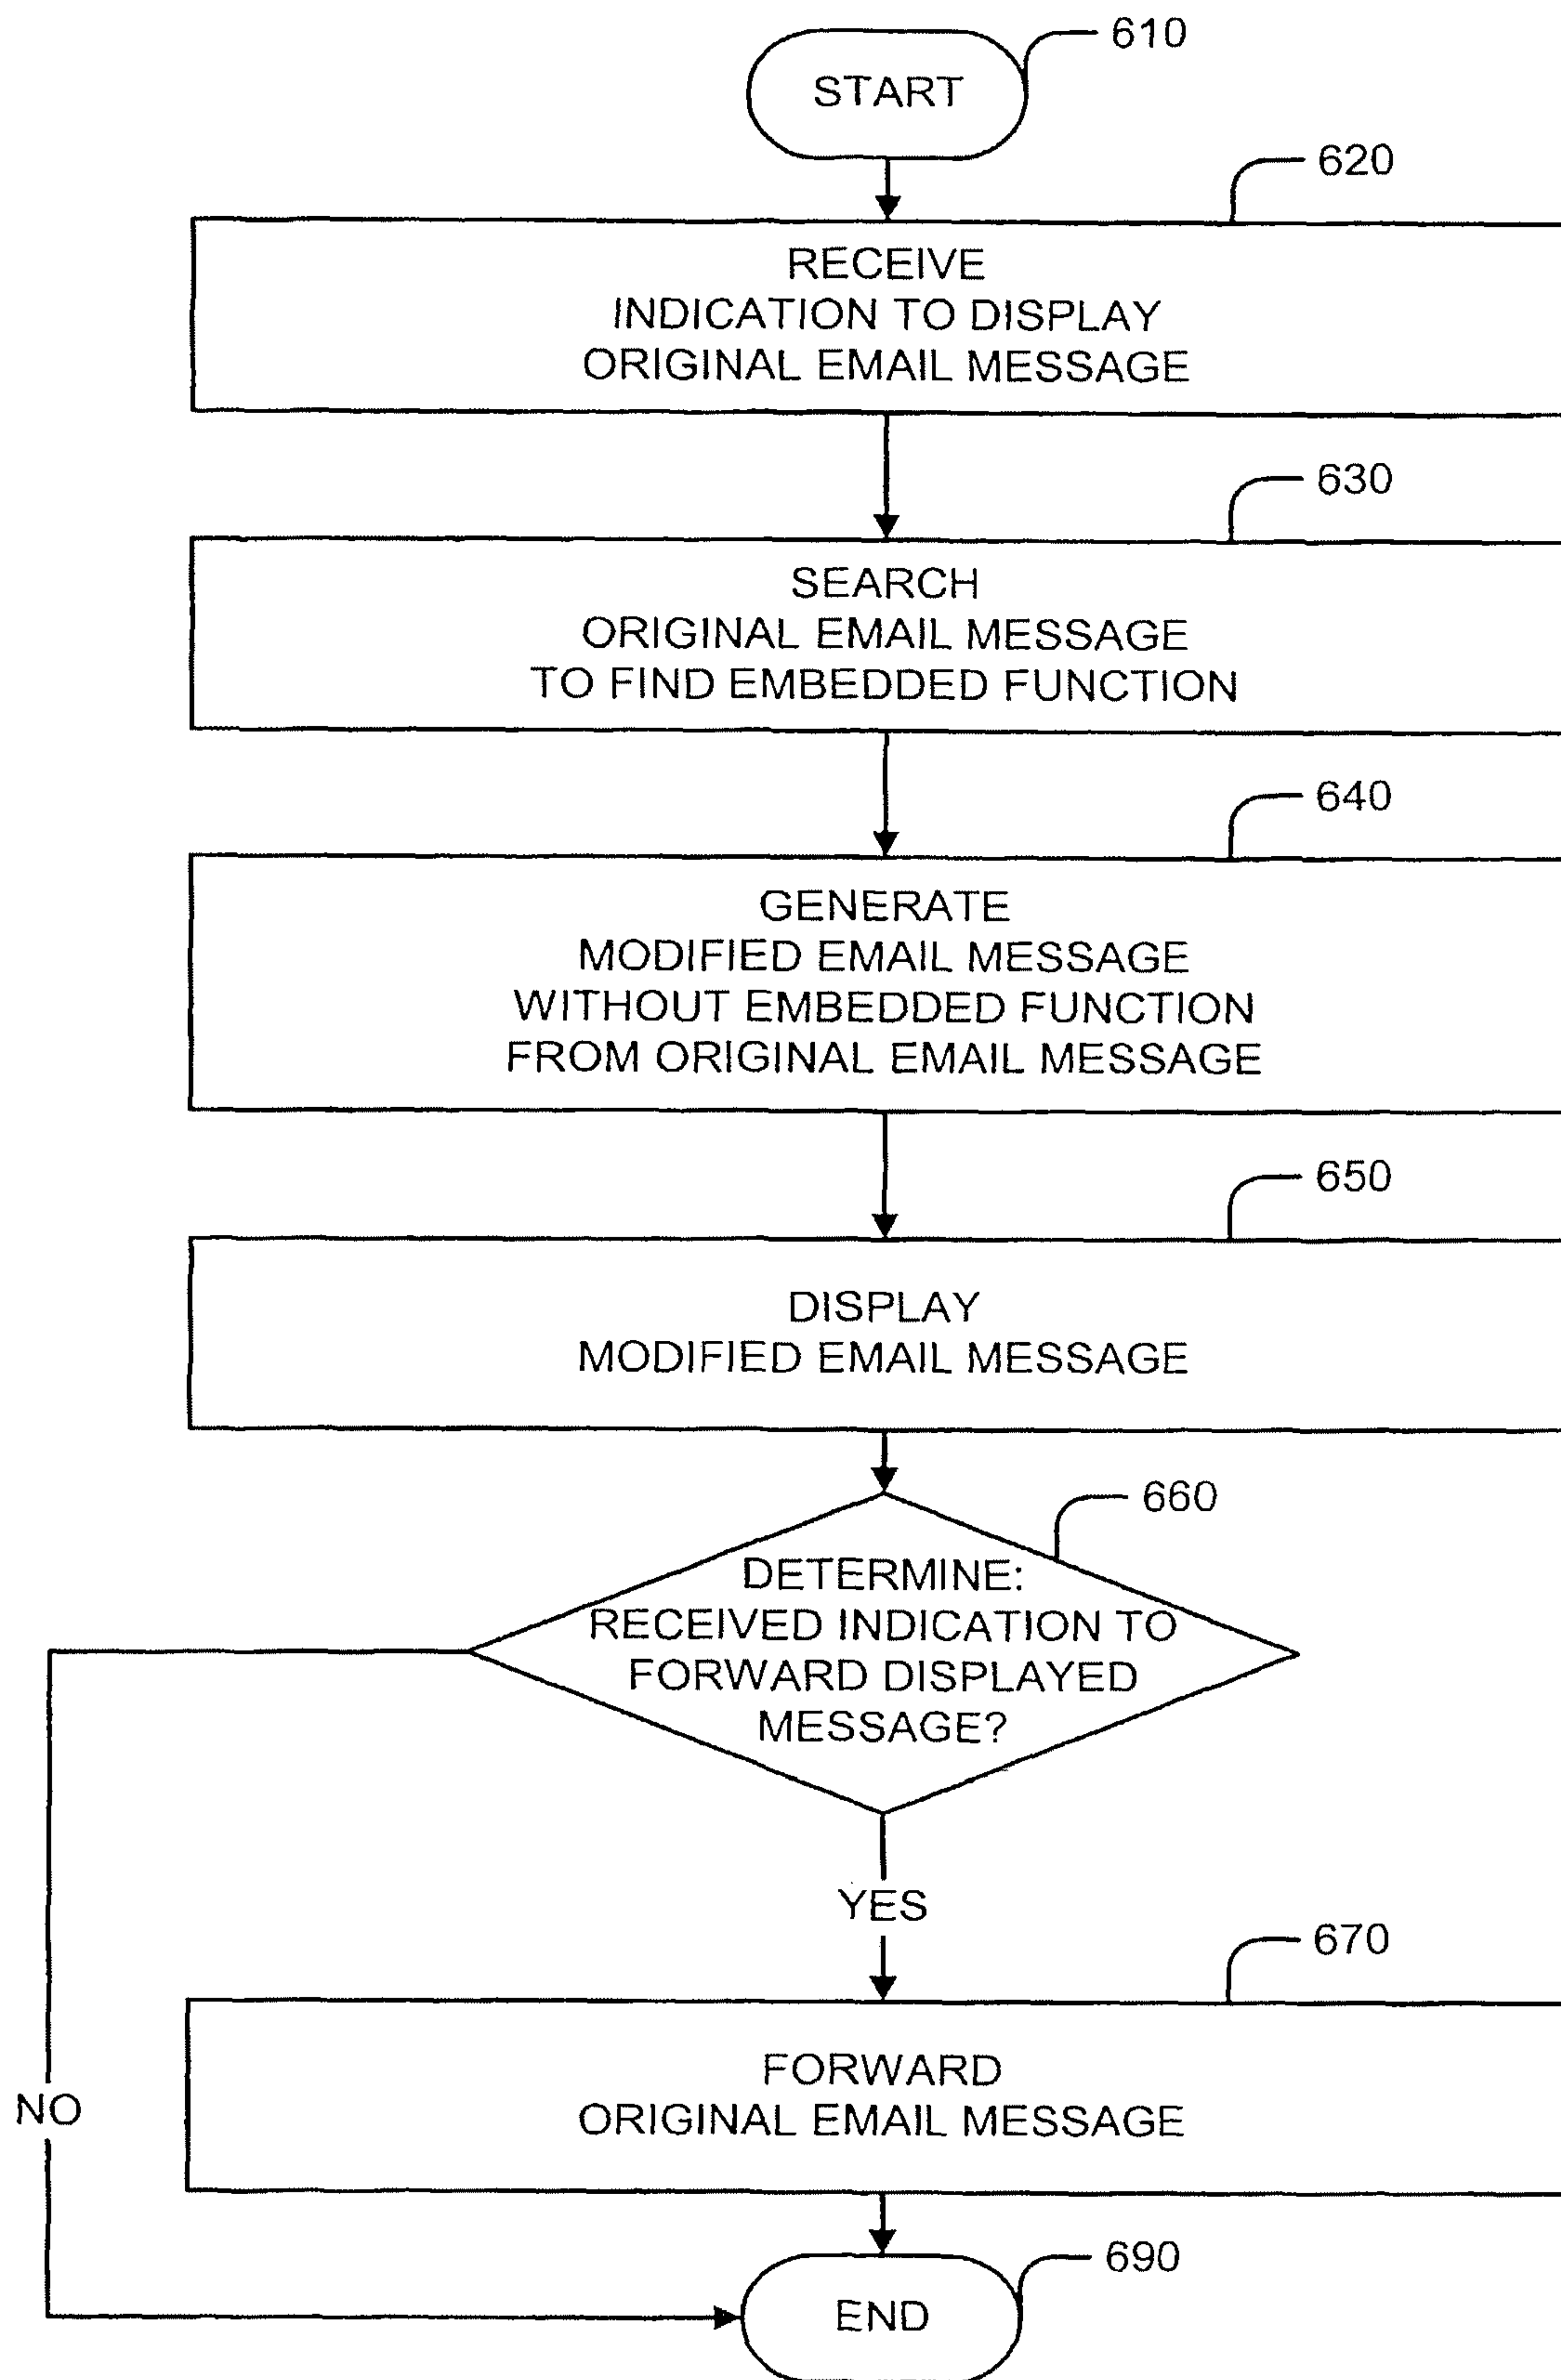 610
START
620
RECEIVE
INDICATION TO DISPLAY
ORIGINAL EMAIL MESSAGE
630
SEARCH
ORIGINAL EMAIL MESSAGE
TO FIND EMBEDDED FUNCTION
640
GENERATE
MODIFIED EMAIL MESSAGE
WITHOUT EMBEDDED FUNCTION
FROM ORIGINAL EMAIL MESSAGE
650
DISPLAY
MODIFIED EMAIL MESSAGE
660
DETERMINE:
RECEIVED INDICATION TO
FORWARD DISPLAYED
MESSAGE?
YES
670
FORWARD
ORIGINAL EMAIL MESSAGE
NO
690
END